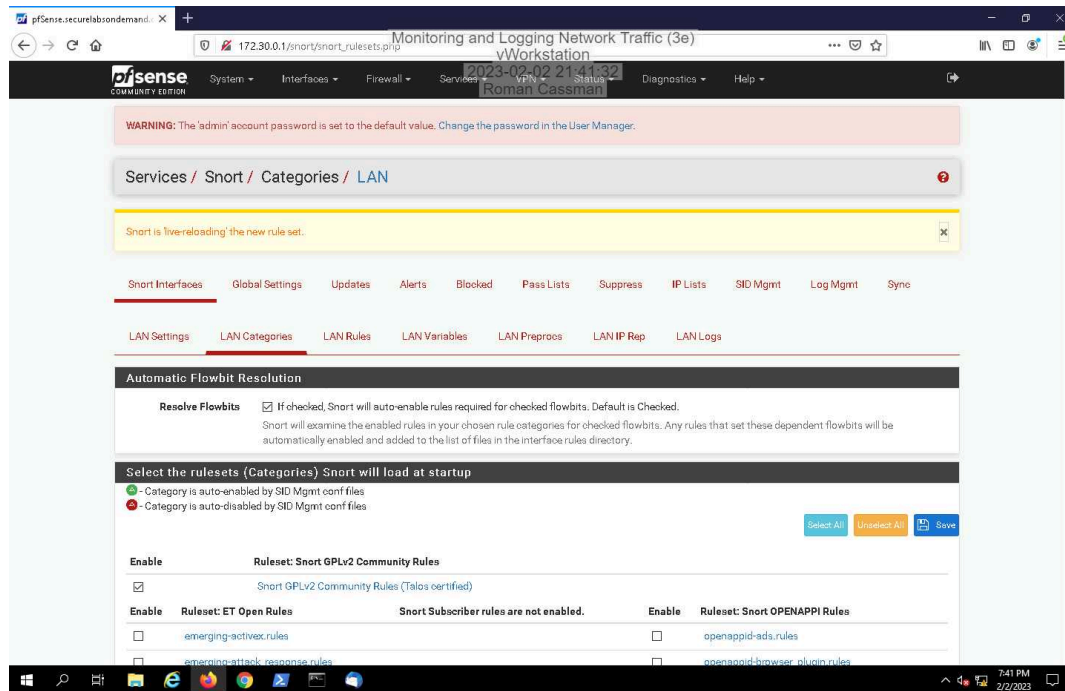 pfSense.securelabsondemand.
172.30.0.1/snort/snort_rulesets.php
Monitoring and Logging Network Traffic (3e)
vWorkstation
2023-02-02 21:41:32
Roman Cassman
pfsense
COMMUNITY EDITION
System
Interfaces
Firewall
Services
VPN
Status
Diagnostics
Help
WARNING: The 'admin' account password is set to the default value. Change the password in the User Manager.
Services / Snort / Categories / LAN
Snort is 'live-reloading' the new rule set.
Snort Interfaces Global Settings Updates Alerts Blocked Pass Lists Suppress IP Lists SID Mgmt Log Mgmt Sync
LAN Settings LAN Categories LAN Rules LAN Variables LAN Preprocs LAN IP Rep LAN Logs
Automatic Flowbit Resolution
Resolve Flowbits If checked, Snort will auto-enable rules required for checked flowbits. Default is Checked.
Snort will examine the enabled rules in your chosen rule categories for checked flowbits. Any rules that set these dependent flowbits will be
automatically enabled and added to the list of files in the interface rules directory.
Select the rulesets (Categories) Snort will load at startup
- Category is auto-enabled by SID Mgmt conf files
- Category is auto-disabled by SID Mgmt conf files
Select All Unselect All Save
Enable Ruleset: Snort GPLv2 Community Rules
Snort GPLv2 Community Rules (Talos certified)
Enable Ruleset: ET Open Rules Snort Subscriber rules are not enabled. Enable Ruleset: Snort OPENAPPI Rules
emerging-activex.rules openappid-ads.rules
emerging-attack_response.rules openappid-browser_plugin.rules
7:41 PM
2/2/2023